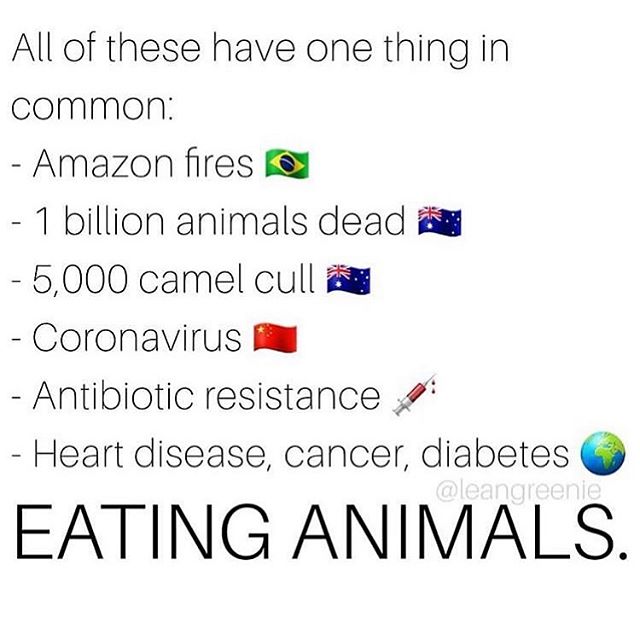 All of these have one thing in
common:
- Amazon fires 🇧🇷
- 1 billion animals dead 🇦🇺
- 5,000 camel cull 🇦🇺
- Coronavirus 🇨🇳
- Antibiotic resistance 💉
- Heart disease, cancer, diabetes 🌍
@leangreenie
EATING ANIMALS.